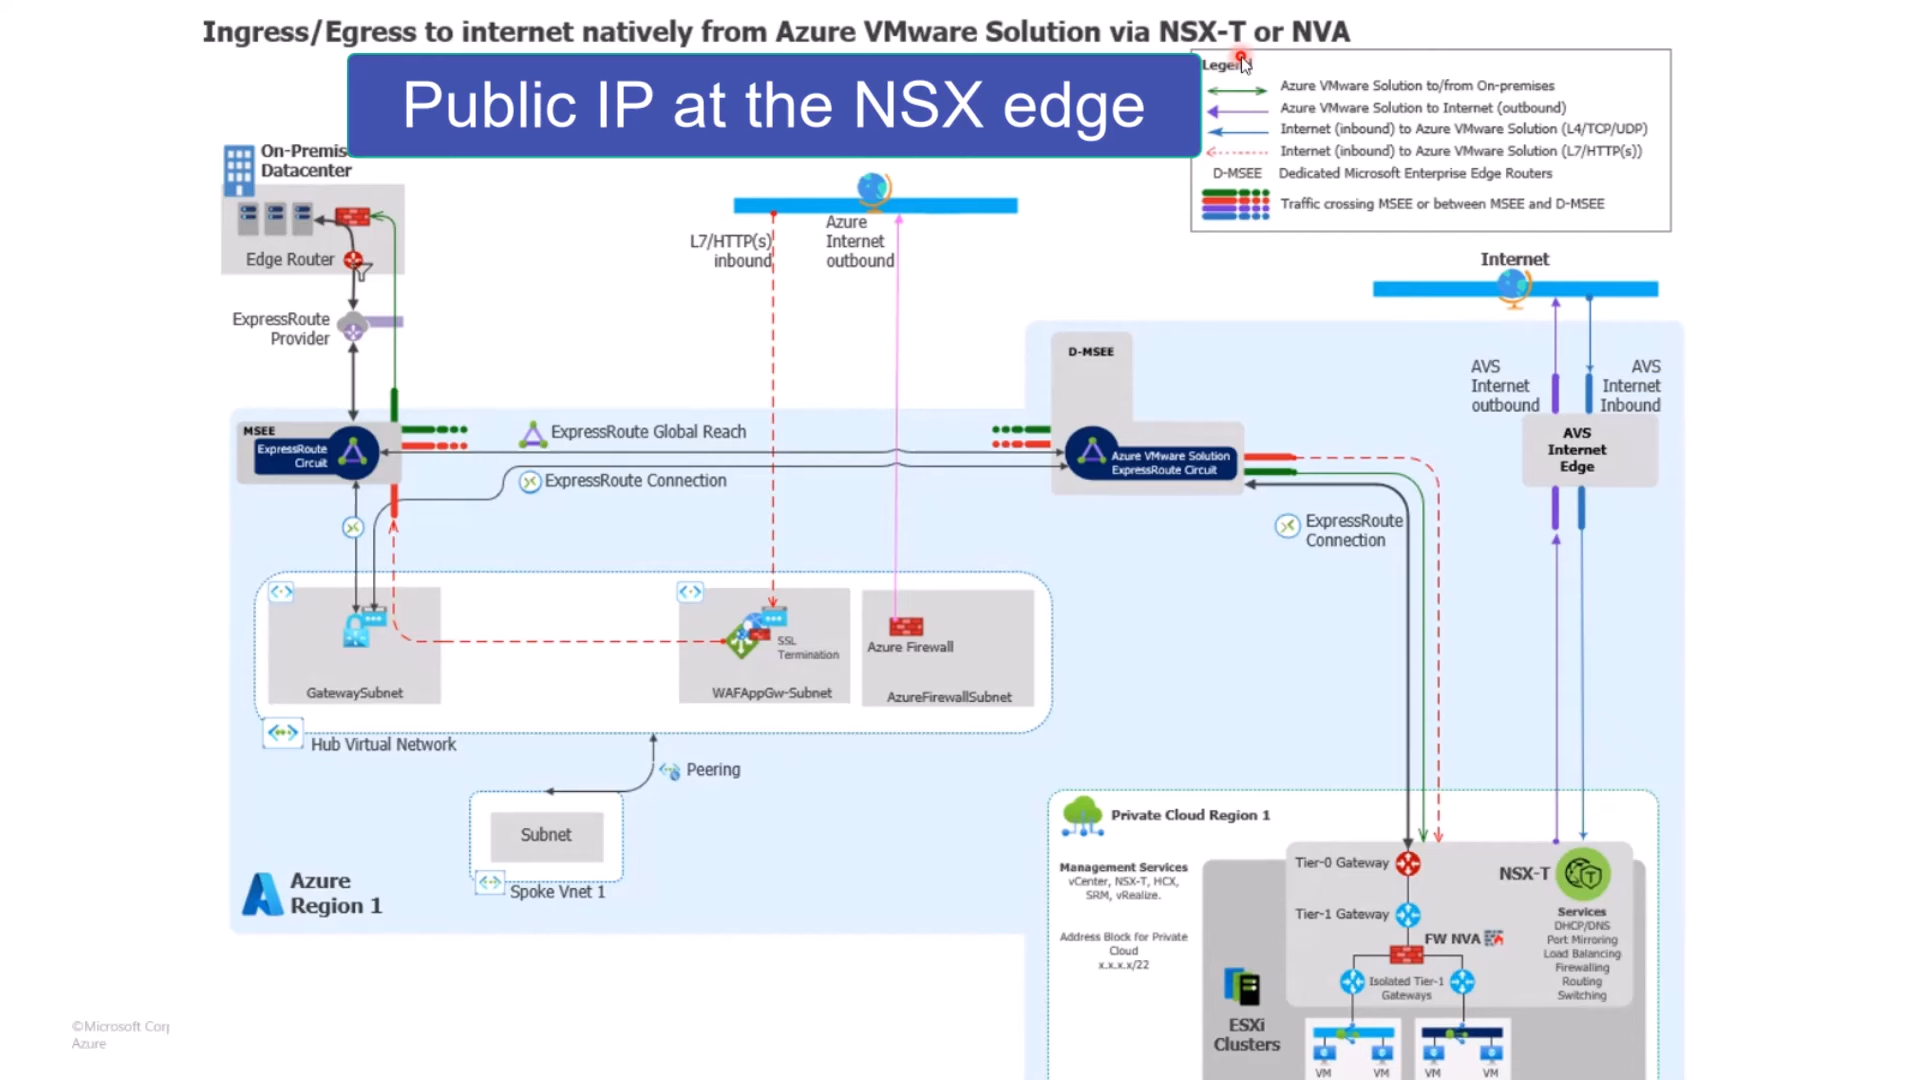 Ingress/Egress to internet natively from Azure VMware Solution via NSX-T or NVA
Public IP at the NSX edge
Legend
Azure VMware Solution to/from On-premises
Azure VMware Solution to Internet (outbound)
Internet (inbound) to Azure VMware Solution (L4/TCP/UDP)
Internet (inbound) to Azure VMware Solution (L7/HTTP(s))
D-MSEE Dedicated Microsoft Enterprise Edge Routers
Traffic crossing MSEE or between MSEE and D-MSEE
On-Premis
Datacenter
Edge Router
ExpressRoute
Provider
L7/HTTP(s)
inbound
Azure
Internet
outbound
Internet
D-MSEE
AVS
Internet
outbound
AVS
Internet
Inbound
MSEE
ExpressRoute
Circuit
ExpressRoute Global Reach
ExpressRoute Connection
Azure VMware Solution
ExpressRoute Circuit
AVS
Internet
Edge
ExpressRoute
Connection
GatewaySubnet
SSL
Termination
WAFAppGw-Subnet
Azure Firewall
AzureFirewallSubnet
Hub Virtual Network
Peering
Subnet
Spoke Vnet 1
Azure
Region 1
Private Cloud Region 1
Management Services
vCenter, NSX-T, HCX,
SRM, vRealize.
Address Block for Private
Cloud
x.x.x.x/22
Tier-0 Gateway
Tier-1 Gateway
FW NVA
Isolated Tier-1
Gateways
NSX-T
T
Services
DHCP/DNS
Port Mirroring
Load Balancing
Firewalling
Routing
Switching
ESXi
Clusters
VM
VM
VM
VM
©Microsoft Corp
Azure